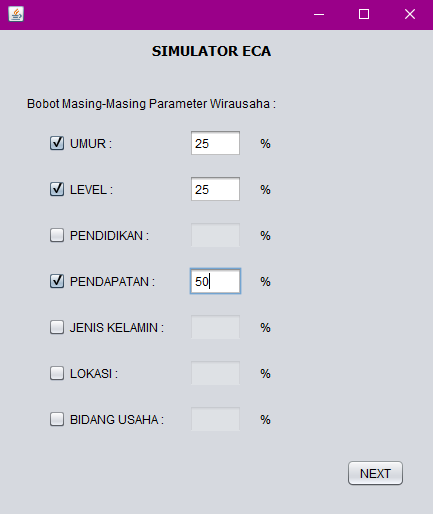 SIMULATOR ECA
Bobot Masing-Masing Parameter Wirausaha :
UMUR : 25 %
LEVEL : 25 %
PENDIDIKAN : %
PENDAPATAN : 50 %
JENIS KELAMIN : %
LOKASI : %
BIDANG USAHA : %
NEXT